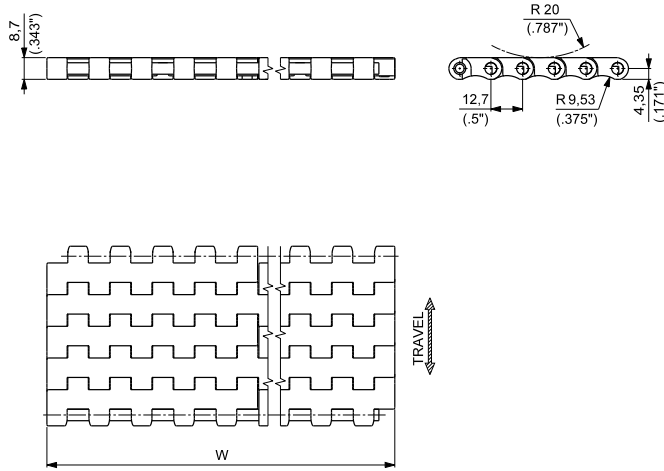 8,7
(.343")
R 20
(.787")
12,7
(.5")
R 9,53
(.375")
4,35
(.171")
TRAVEL
W